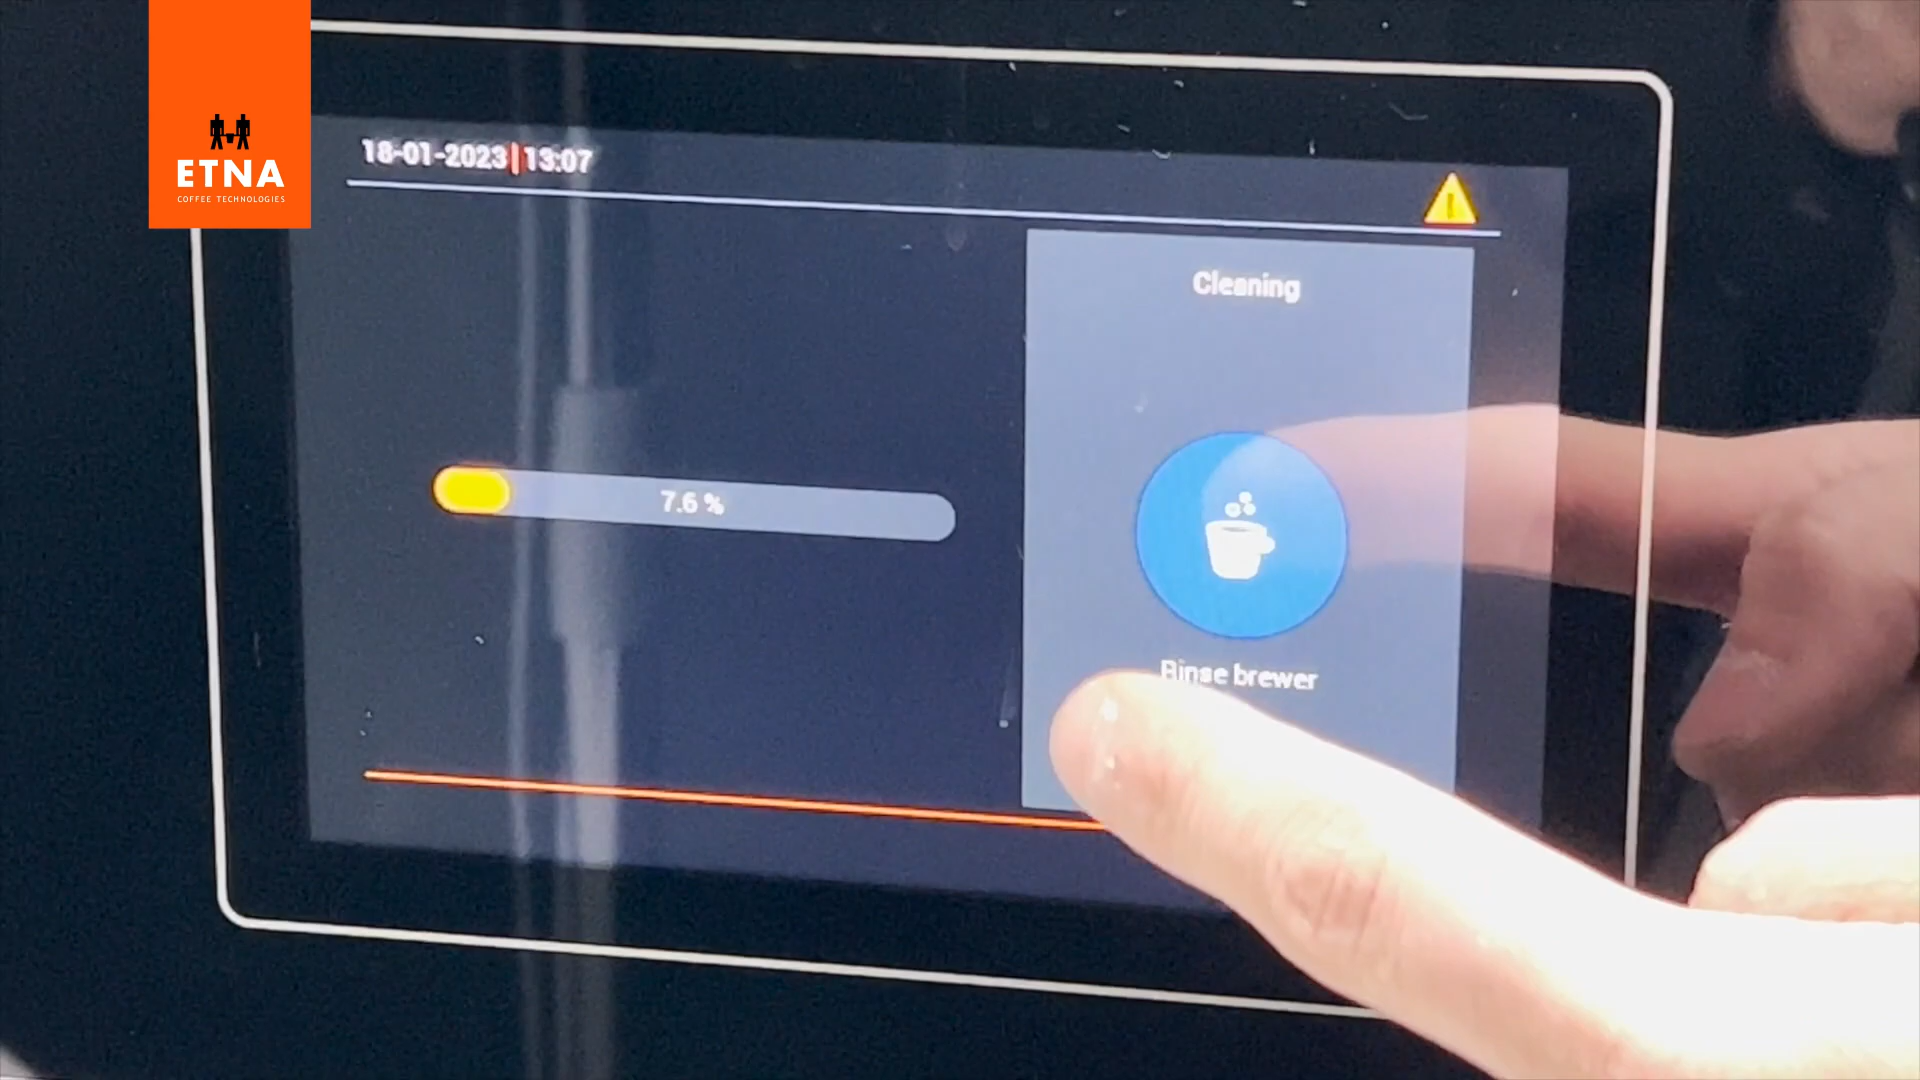 ETNA
COFFEE TECHNOLOGIES
18-01-2023|13:07
Cleaning
7.6 %
Rinse brewer